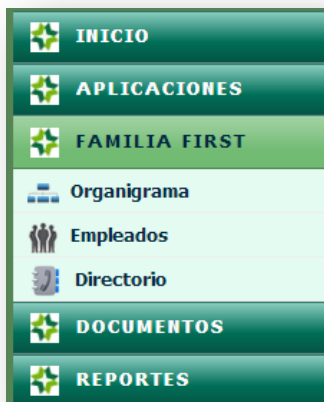 INICIO
APLICACIONES
FAMILIA FIRST
Organigrama
Empleados
Directorio
DOCUMENTOS
REPORTES